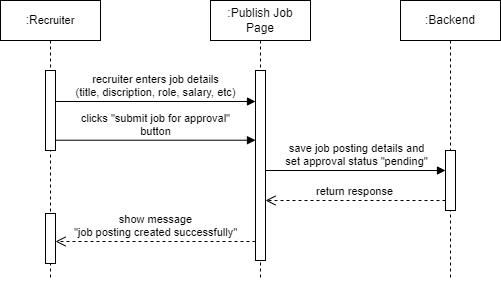 :Recruiter
:Publish Job
Page
:Backend
recruiter enters job details
(title, discription, role, salary, etc)
clicks "submit job for approval"
button
save job posting details and
set approval status "pending"
return response
show message
"job posting created successfully"